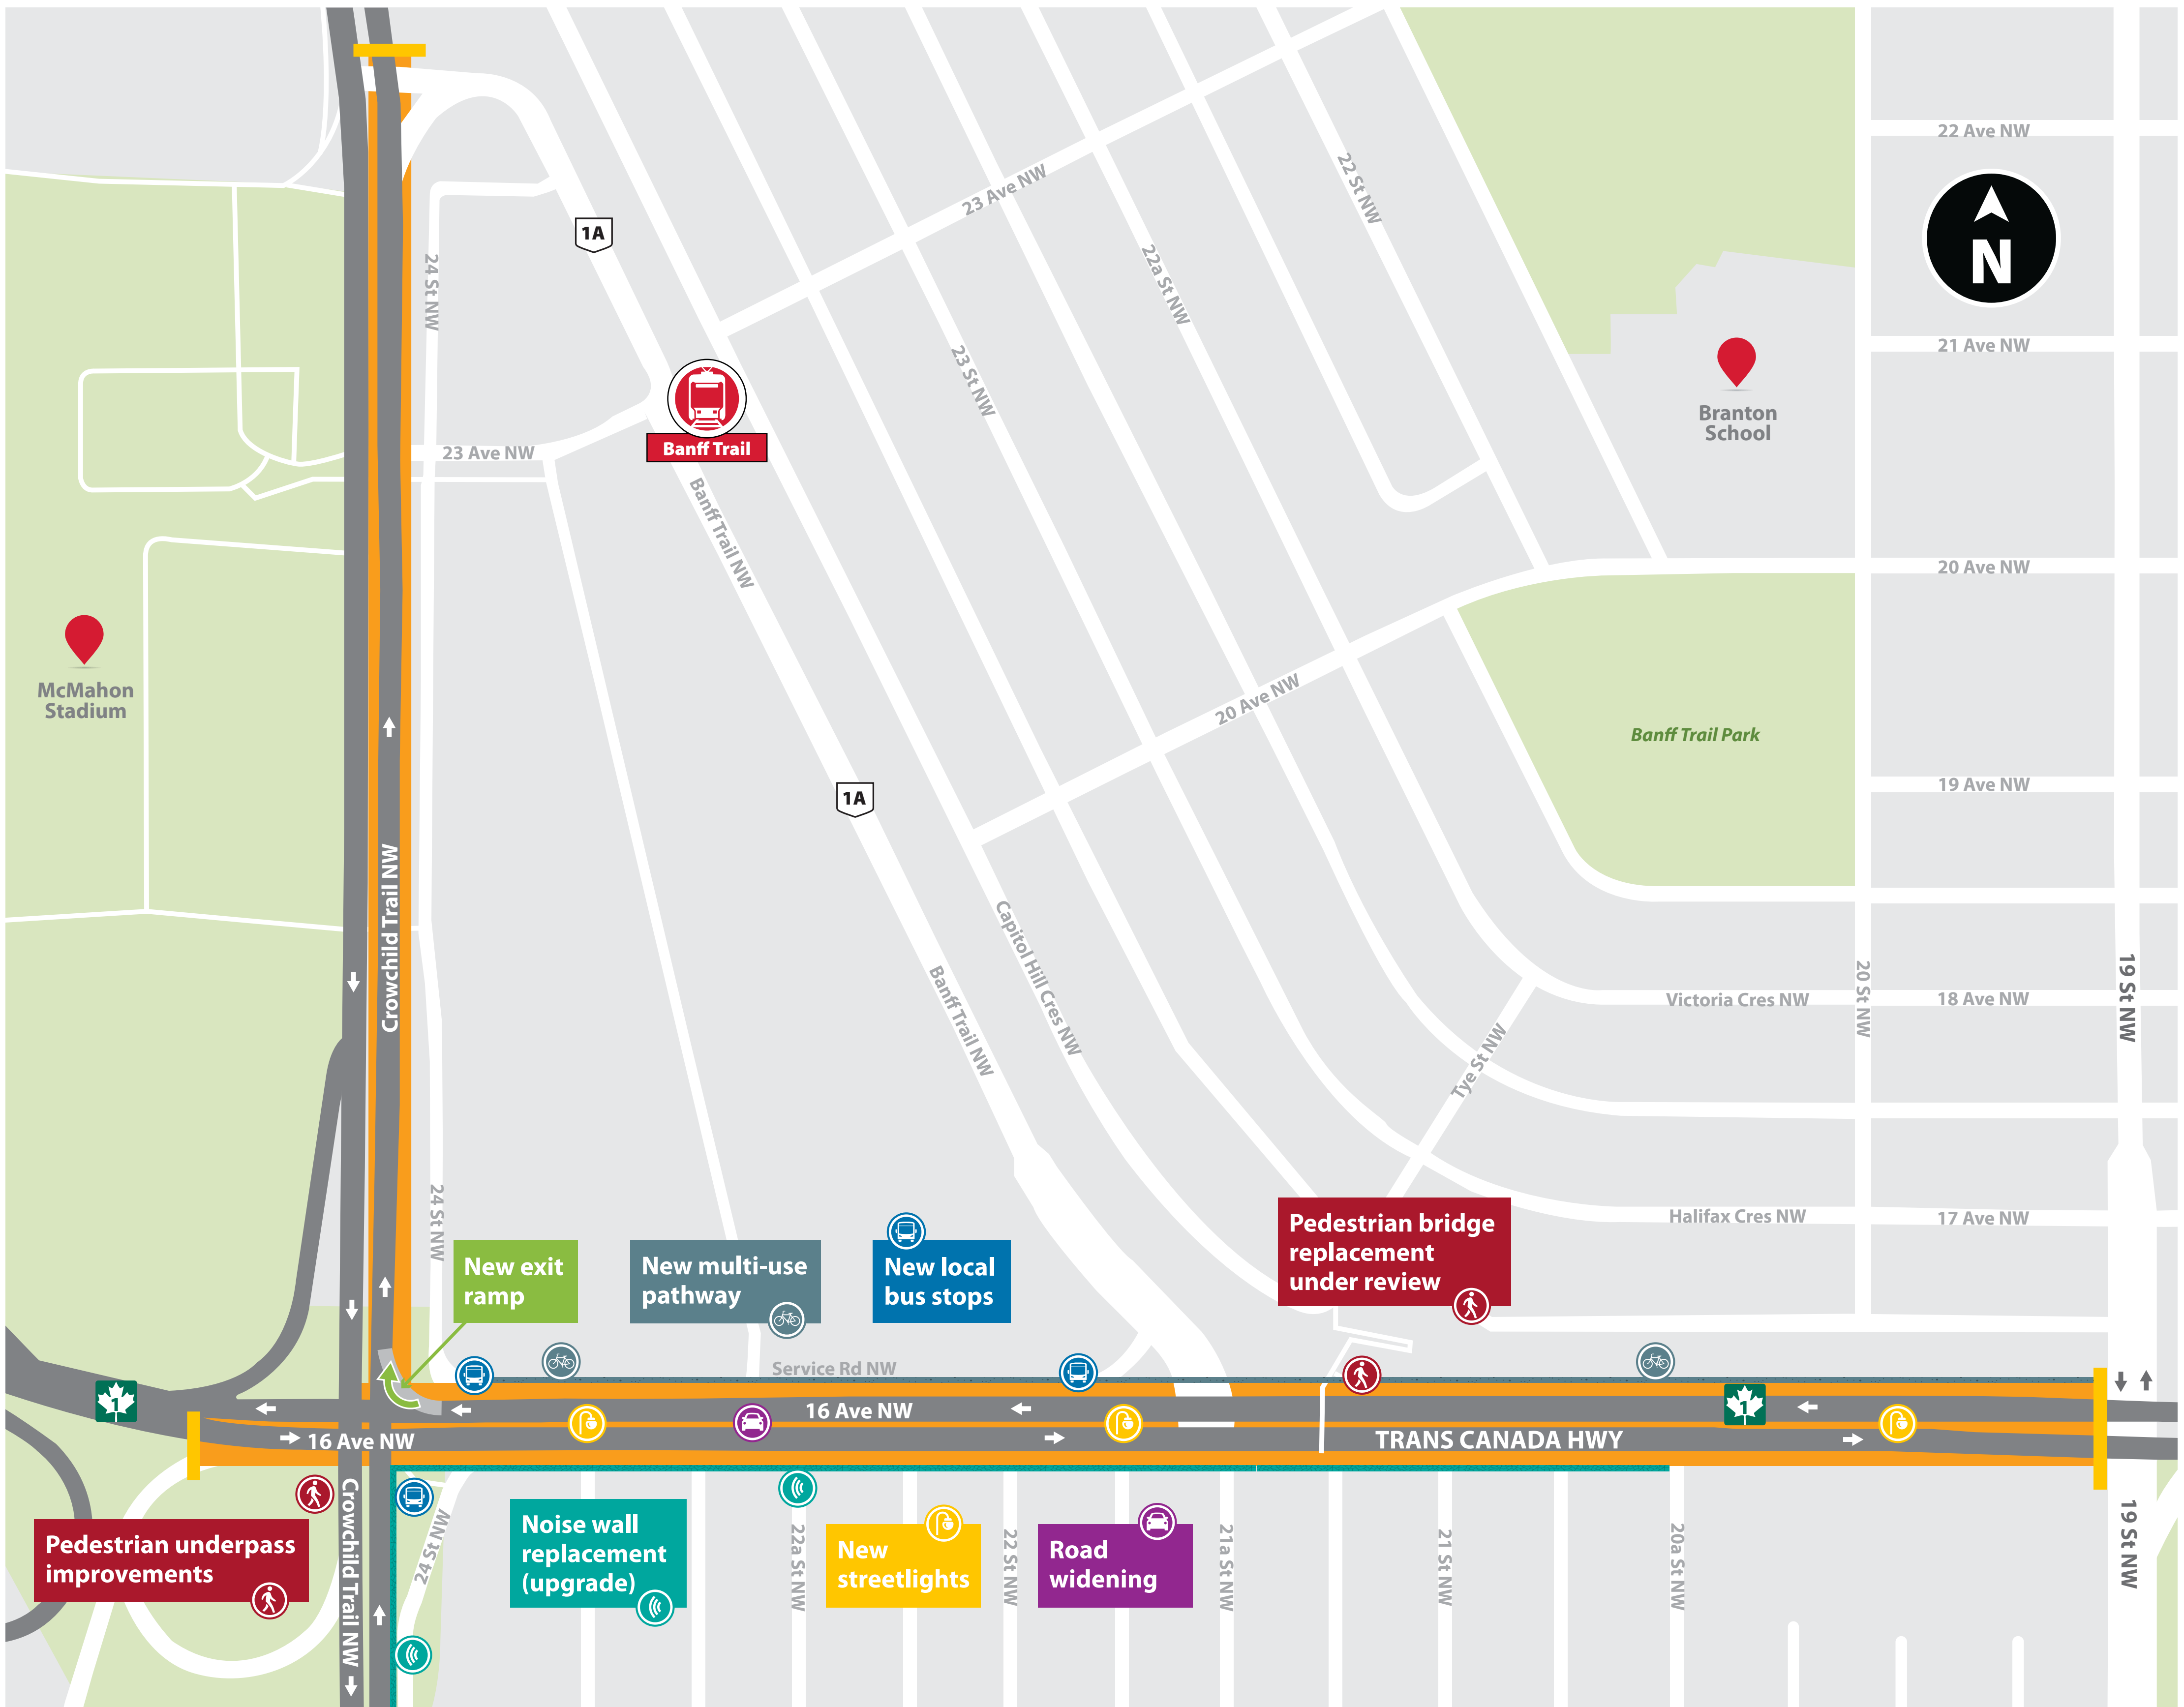 22 Ave NW
N
23 Ave NW
22 St NW
1A
22a St NW
24 St NW
21 Ave NW
23 St NW
Branton
School
Banff Trail
23 Ave NW
Banff Trail NW
20 Ave NW
McMahon
Stadium
20 Ave NW
Banff Trail Park
19 Ave NW
1A
Crowchild Trail NW
Capitol Hill Cres NW
Banff Trail NW
Victoria Cres NW
20 St NW
18 Ave NW
19 St NW
Tye St NW
24 St NW
Halifax Cres NW
17 Ave NW
New exit
ramp
New multi-use
pathway
New local
bus stops
Pedestrian bridge
replacement
under review
Service Rd NW
1
16 Ave NW
1
16 Ave NW
TRANS CANADA HWY
Crowchild Trail NW
24 St NW
Pedestrian underpass
improvements
Noise wall
replacement
(upgrade)
22a St NW
New
streetlights
22 St NW
Road
widening
21a St NW
21 St NW
20a St NW
19 St NW